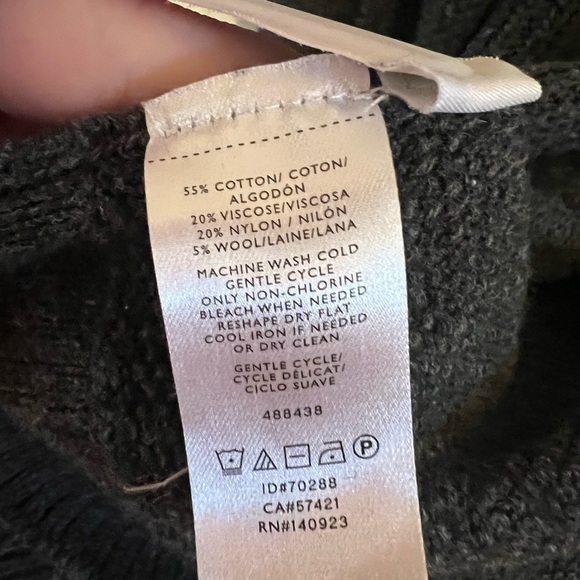 55% COTTON/ COTON/
ALGODÓN
20% VISCOSE/VISCOSA
20% NYLON / NILÓN
5% WOOL/LAINE/LANA
MACHINE WASH COLD
GENTLE CYCLE
ONLY NON-CHLORINE
BLEACH WHEN NEEDED
RESHAPE DRY FLAT
COOL IRON IF NEEDED
OR DRY CLEAN
GENTLE CYCLE/
CYCLE DÉLICAT/
CICLO SUAVE
488438
P
ID#70288
CA#57421
RN#140923